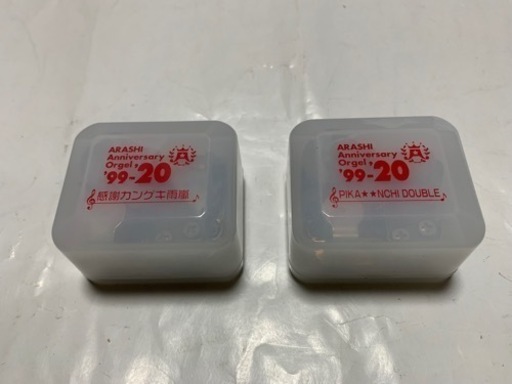 ARASHI
Anniversary
Orgel,
'99-20
感謝カンゲキ雨嵐
ARASHI
Anniversary
Orgel,
'99-20
PIKA★★NCHI DOUBLE